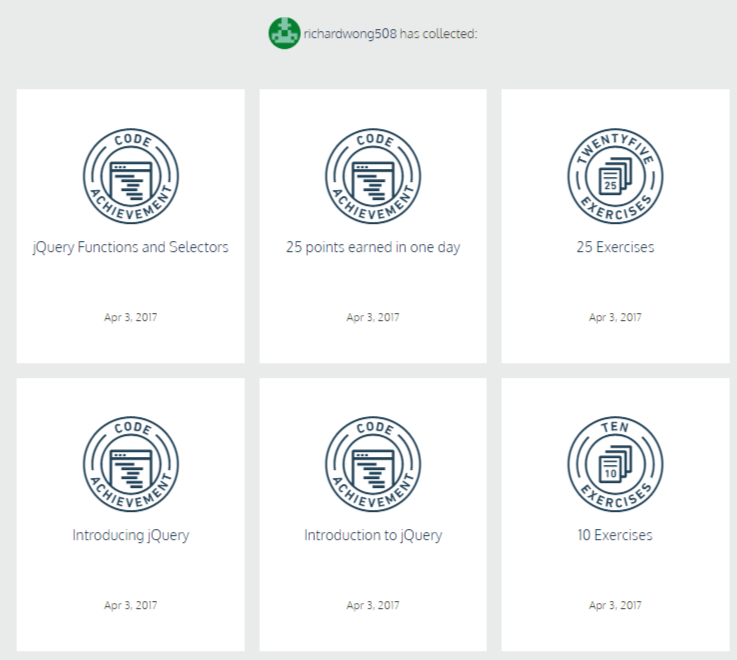 richardwong508 has collected:
CODE ACHIEVEMENT
CODE ACHIEVEMENT
TWENTYFIVE EXERCISES
25
jQuery Functions and Selectors
25 points earned in one day
25 Exercises
Apr 3, 2017
Apr 3, 2017
Apr 3, 2017
CODE ACHIEVEMENT
CODE ACHIEVEMENT
TEN EXERCISES
10
Introducing jQuery
Introduction to jQuery
10 Exercises
Apr 3, 2017
Apr 3, 2017
Apr 3, 2017